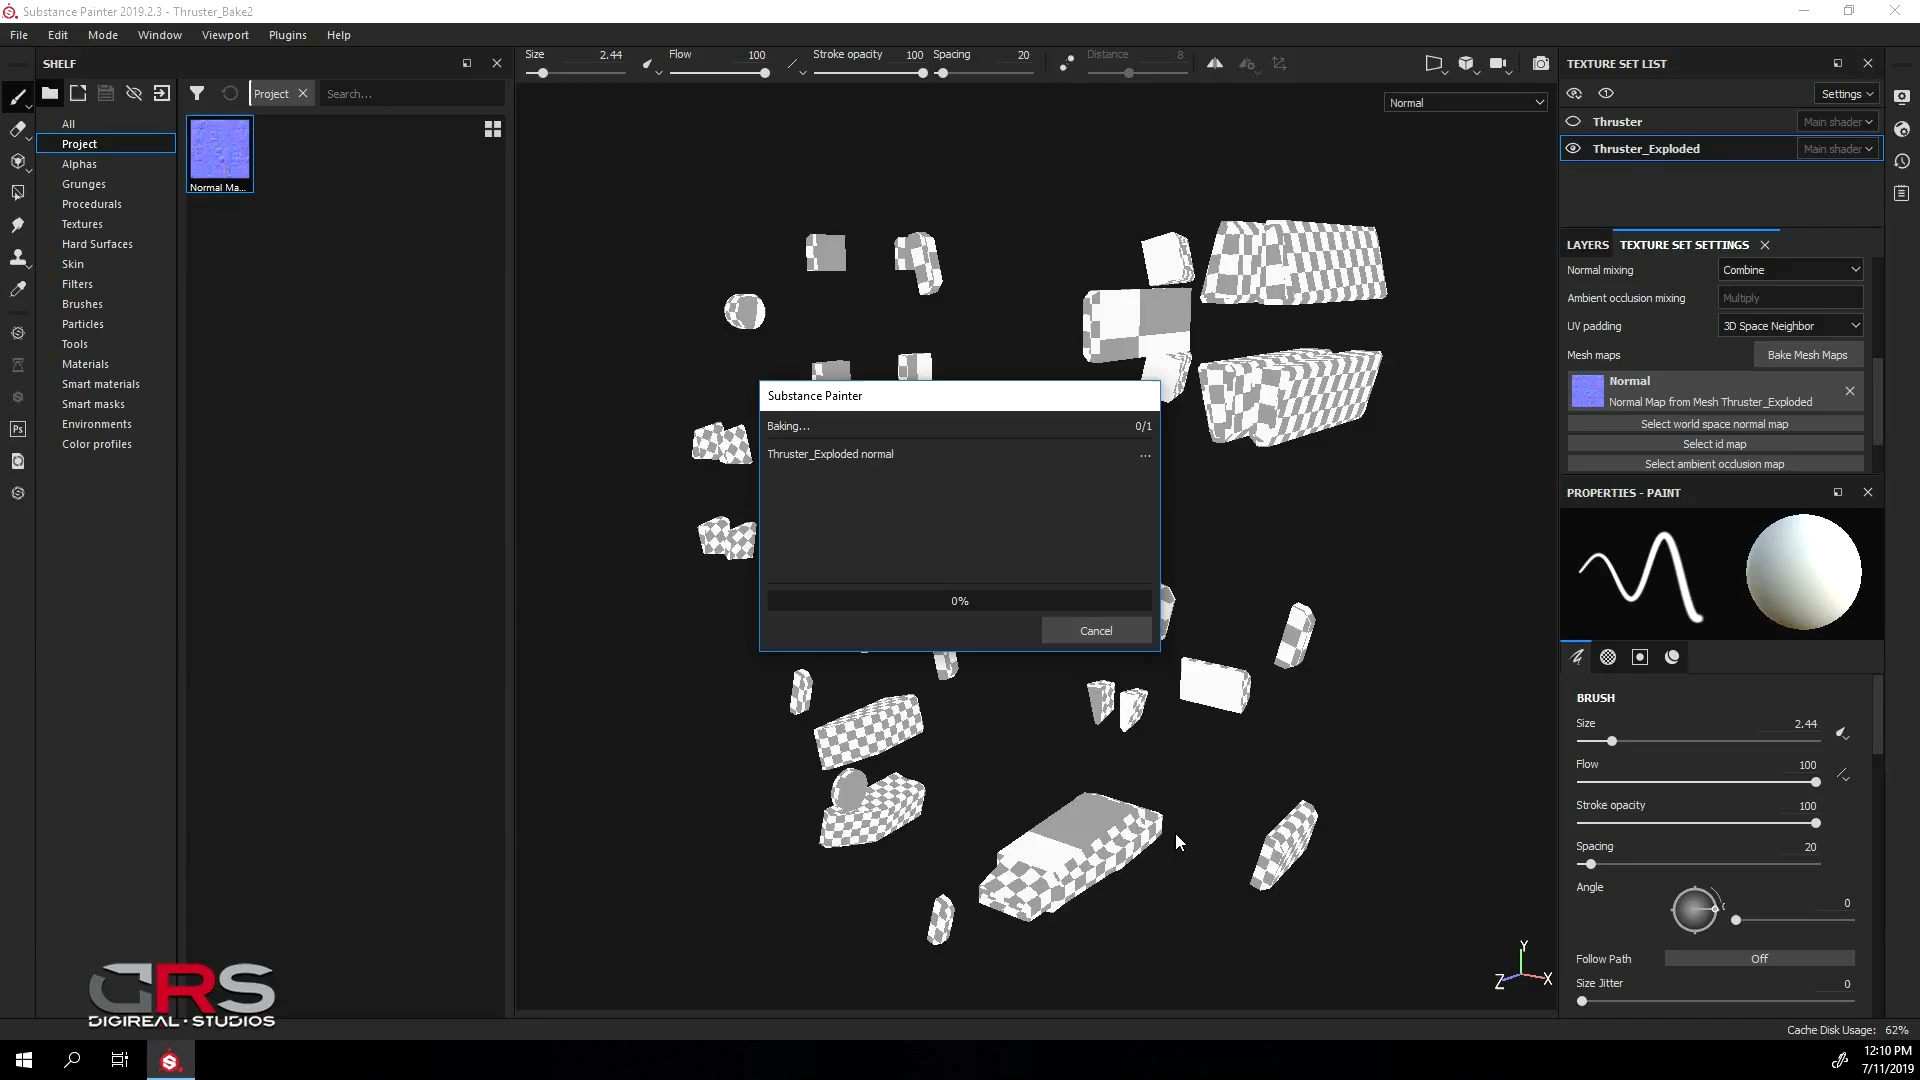 Substance Painter 2019.2.3 - Thruster_Bake2
File Edit Mode Window Viewport Plugins Help
SHELF
Size 2.44 Flow 100 Stroke opacity 100 Spacing 20 Distance 8
Project
Search...
All
Project
Alphas
Grunges
Procedurals
Textures
Hard Surfaces
Skin
Filters
Brushes
Particles
Tools
Materials
Smart materials
Smart masks
Environments
Color profiles
Normal Ma...
Normal
Substance Painter
Baking... 0/1
Thruster_Exploded normal ...
0%
Cancel
Y
Z X
TEXTURE SET LIST
Settings
Thruster Main shader
Thruster_Exploded Main shader
LAYERS TEXTURE SET SETTINGS
Normal mixing Combine
Ambient occlusion mixing Multiply
UV padding 3D Space Neighbor
Mesh maps Bake Mesh Maps
Normal
Normal Map from Mesh Thruster_Exploded
Select world space normal map
Select id map
Select ambient occlusion map
PROPERTIES - PAINT
BRUSH
Size 2.44
Flow 100
Stroke opacity 100
Spacing 20
Angle 0
0
Follow Path Off
Size Jitter 0
Cache Disk Usage: 62%
Ps
DRS
DIGIREAL·STUDIOS
12:10 PM
7/11/2019